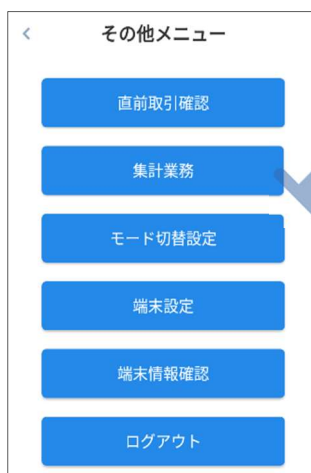 その他メニュー
直前取引確認
集計業務
モード切替設定
端末設定
端末情報確認
ログアウト